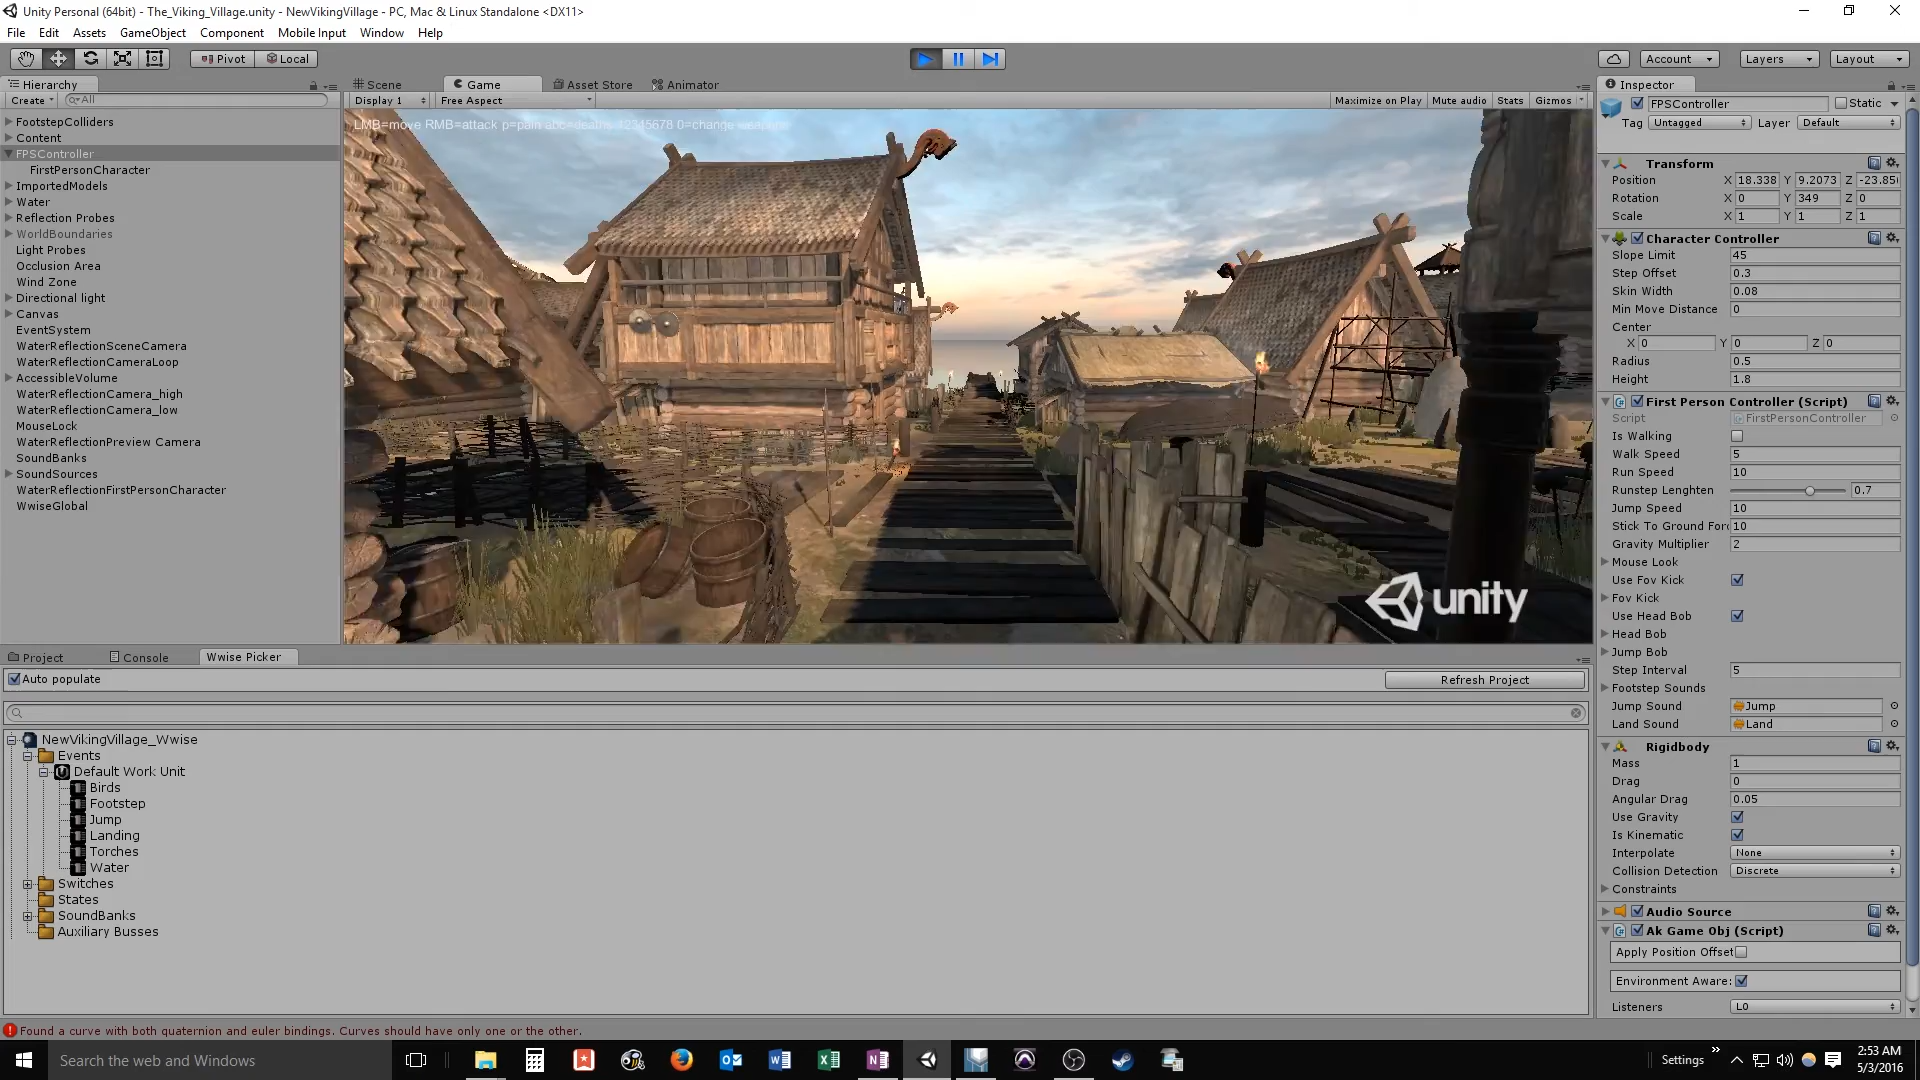 Unity Personal (64bit) - The_Viking_Village.unity - NewVikingVillage - PC, Mac & Linux Standalone <DX11>
File Edit Assets GameObject Component Mobile Input Window Help
Pivot Local Account Layers Layout
Hierarchy
Create All
FootstepColliders
Content
FPSController
FirstPersonCharacter
ImportedModels
Water
Reflection Probes
WorldBoundaries
Light Probes
Occlusion Area
Wind Zone
Directional light
Canvas
EventSystem
WaterReflectionSceneCamera
WaterReflectionCameraLoop
AccessibleVolume
WaterReflectionCamera_high
WaterReflectionCamera_low
MouseLock
WaterReflectionPreview Camera
SoundBanks
SoundSources
WaterReflectionFirstPersonCharacter
WwiseGlobal
Scene Game Asset Store Animator
Display 1 Free Aspect Maximize on Play Mute audio Stats Gizmos
LMB=move RMB=attack p=pain abc=deaths 12345678 0=change
unity
Inspector
FPSController Static
Tag Untagged Layer Default
Transform
Position X 18.338 Y 9.2073 Z -23.85
Rotation X 0 Y 349 Z 0
Scale X 1 Y 1 Z 1
Character Controller
Slope Limit 45
Step Offset 0.3
Skin Width 0.08
Min Move Distance 0
Center
X 0 Y 0 Z 0
Radius 0.5
Height 1.8
First Person Controller (Script)
Script FirstPersonController
Is Walking
Walk Speed 5
Run Speed 10
Runstep Lenghten 0.7
Jump Speed 10
Stick To Ground For 10
Gravity Multiplier 2
Mouse Look
Use Fov Kick
Fov Kick
Use Head Bob
Head Bob
Jump Bob
Step Interval 5
Footstep Sounds
Jump Sound Jump
Land Sound Land
Rigidbody
Mass 1
Drag 0
Angular Drag 0.05
Use Gravity
Is Kinematic
Interpolate None
Collision Detection Discrete
Constraints
Audio Source
Ak Game Obj (Script)
Apply Position Offset
Environment Aware:
Listeners L0
Project Console Wwise Picker
Auto populate Refresh Project
NewVikingVillage_Wwise
Events
Default Work Unit
Birds
Footstep
Jump
Landing
Torches
Water
Switches
States
SoundBanks
Auxiliary Busses
Found a curve with both quaternion and euler bindings. Curves should have only one or the other.
Search the web and Windows
Settings
2:53 AM
5/3/2016